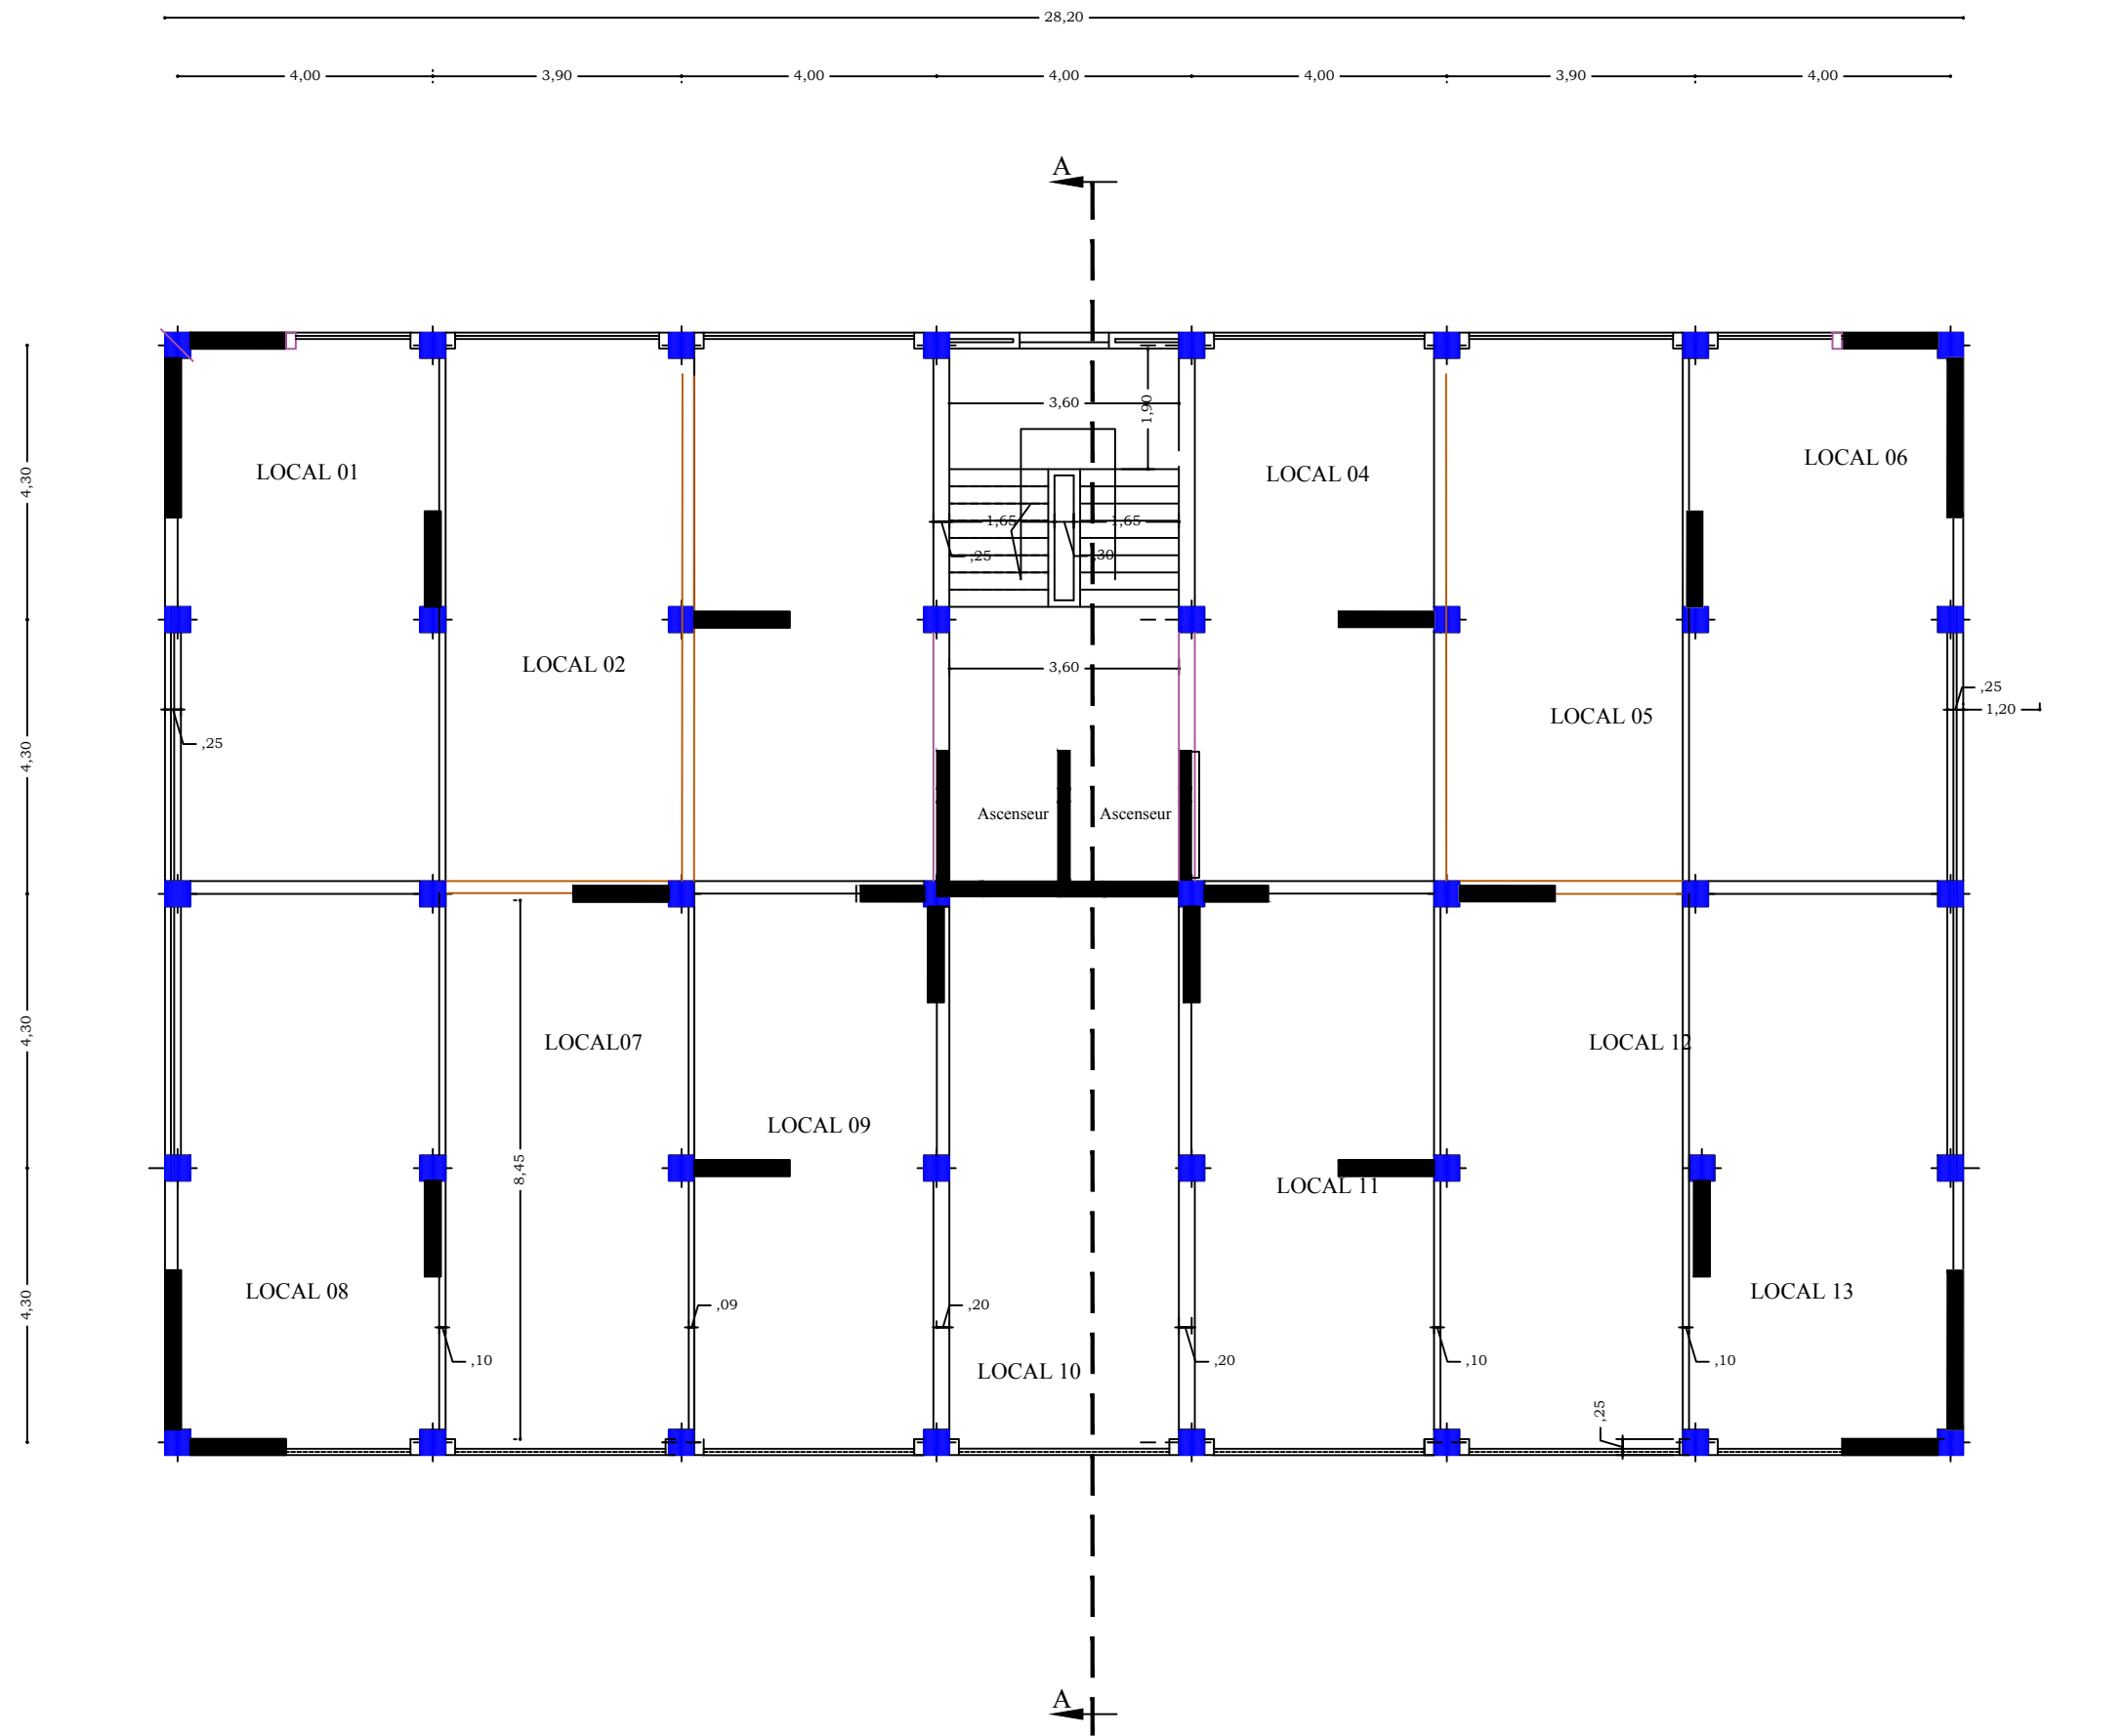 28,20
4,00 3,90 4,00 4,00 4,00 3,90 4,00
A
3,60
1,90
4,30
LOCAL 01
LOCAL 04
LOCAL 06
1,65 1,65
,25 ,30
LOCAL 02
3,60
,25
1,20
LOCAL 05
,25
4,30
Ascenseur Ascenseur
4,30
LOCAL07
LOCAL 12
LOCAL 09
8,45
LOCAL 11
LOCAL 08
LOCAL 13
4,30
,09
,20
,10
,20
,10
,10
LOCAL 10
,25
A